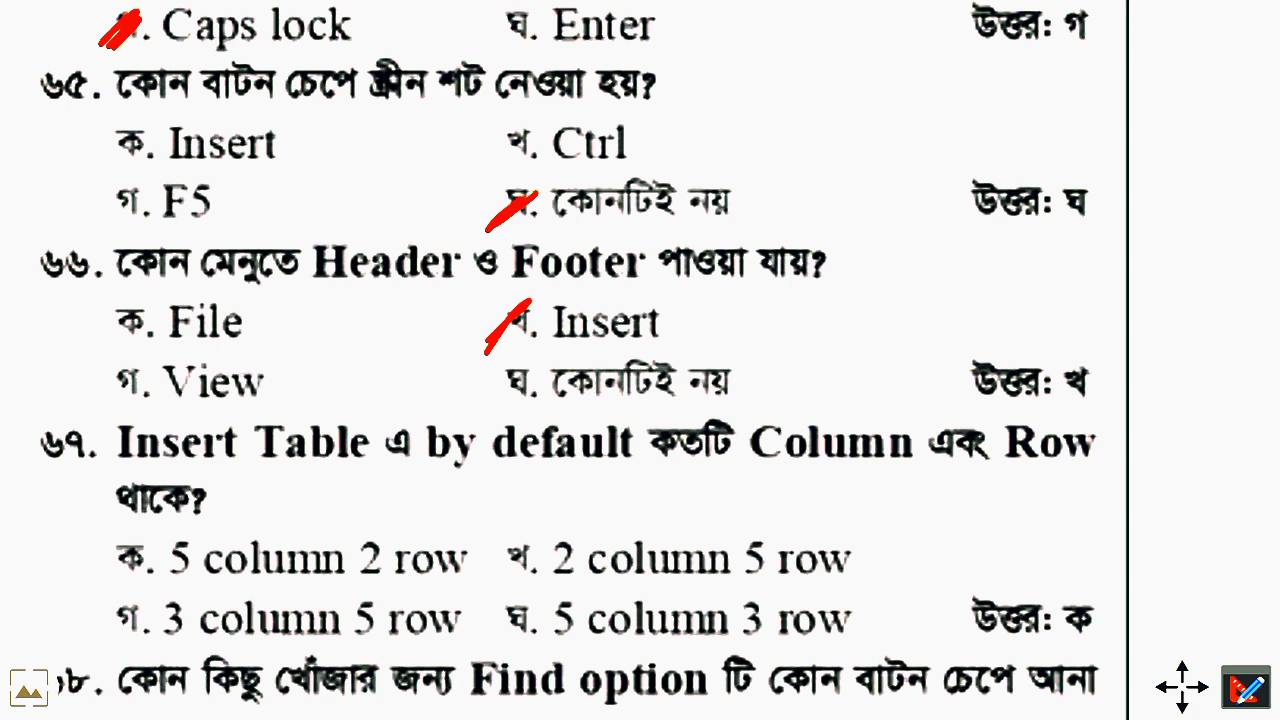 . Caps lock ঘ. Enter উত্তর: গ
৬৫. কোন বাটন চেপে স্ক্রীন শট নেওয়া হয়?
ক. Insert খ. Ctrl
গ. F5 ঘ. কোনটিই নয় উত্তর: ঘ
৬৬. কোন মেনুতে Header ও Footer পাওয়া যায়?
ক. File খ. Insert
গ. View ঘ. কোনটিই নয় উত্তর: খ
৬৭. Insert Table এ by default কতটি Column এবং Row
থাকে?
ক. 5 column 2 row খ. 2 column 5 row
গ. 3 column 5 row ঘ. 5 column 3 row উত্তর: ক
৮. কোন কিছু খোঁজার জন্য Find option টি কোন বাটন চেপে আনা